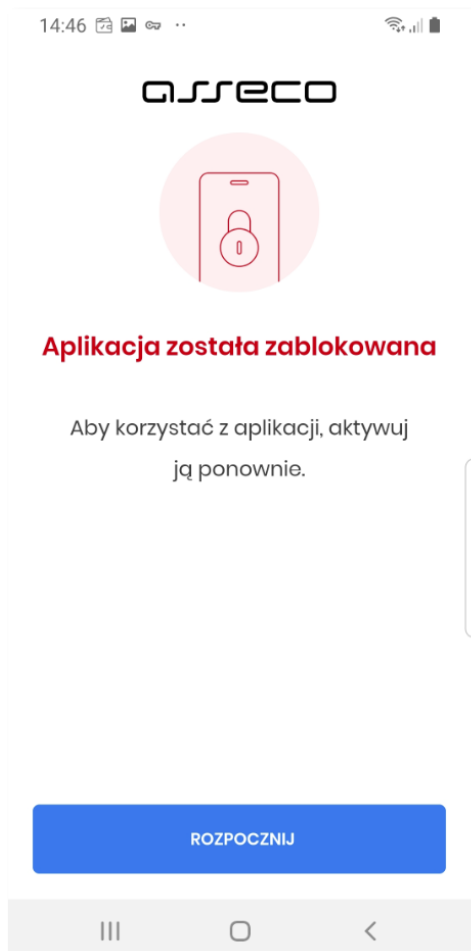 14:46
asseco
Aplikacja została zablokowana
Aby korzystać z aplikacji, aktywuj
ją ponownie.
ROZPOCZNIJ